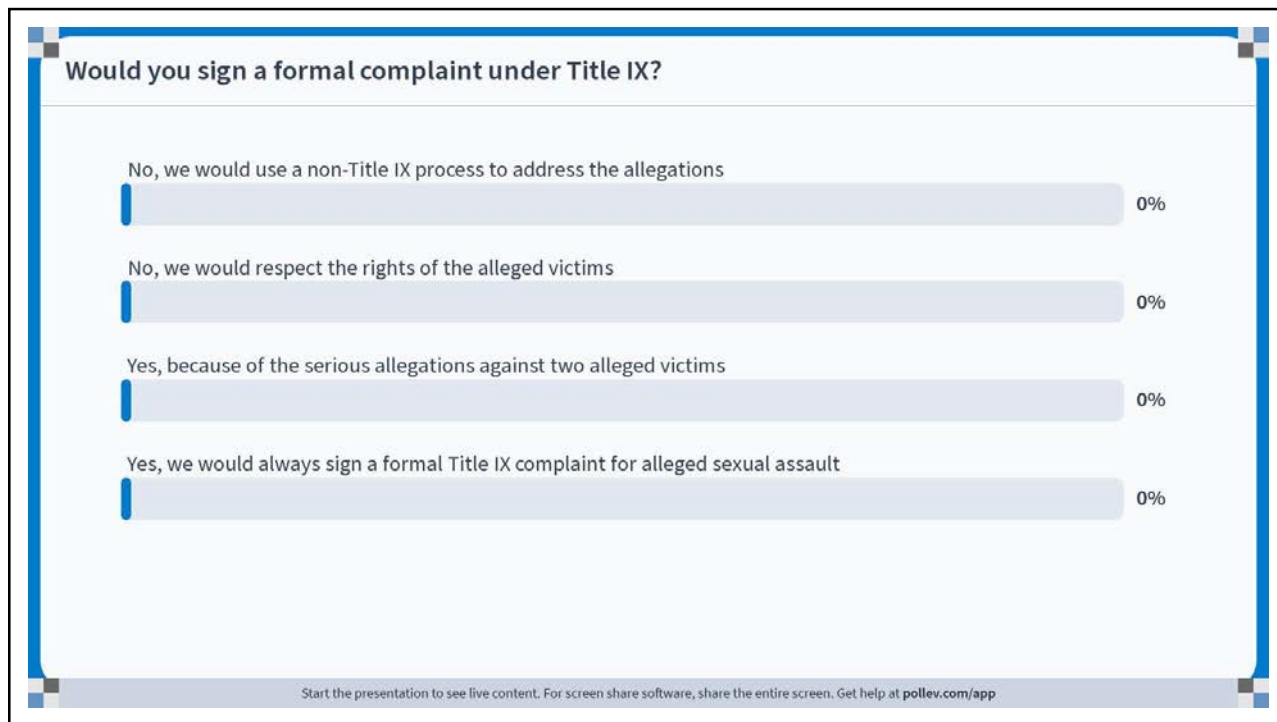 Would you sign a formal complaint under Title IX?
No, we would use a non-Title IX process to address the allegations
0%
No, we would respect the rights of the alleged victims
0%
Yes, because of the serious allegations against two alleged victims
0%
Yes, we would always sign a formal Title IX complaint for alleged sexual assault
0%
Start the presentation to see live content. For screen share software, share the entire screen. Get help at pollev.com/app